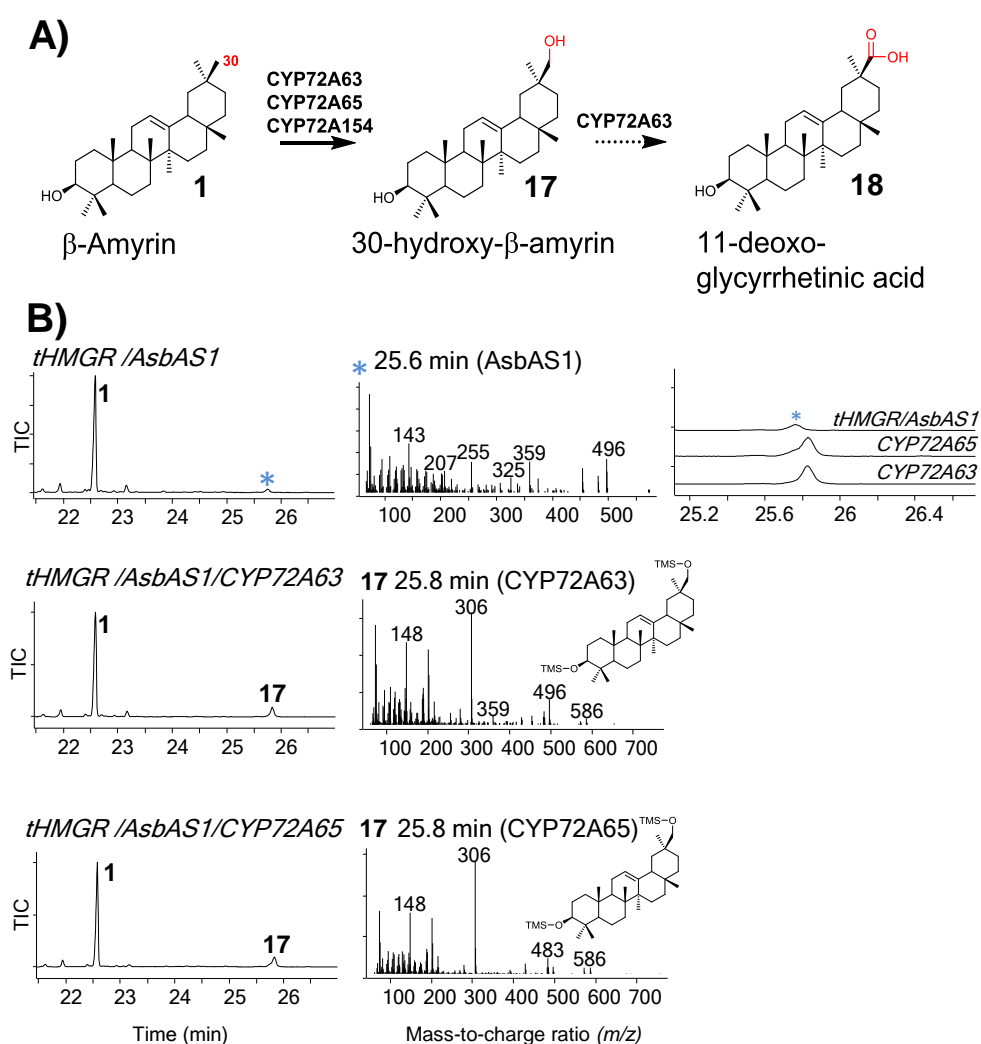 A)
30
HO
1
β-Amyrin
CYP72A63
CYP72A65
CYP72A154
OH
HO
17
30-hydroxy-β-amyrin
CYP72A63
O
OH
HO
18
11-deoxo-
glycyrrhetinic acid
B)
tHMGR /AsbAS1
1
*
TIC
22 23 24 25 26
* 25.6 min (AsbAS1)
143
207
255
325
359
496
100 200 300 400 500
*
tHMGR/AsbAS1
CYP72A65
CYP72A63
25.2 25.6 26 26.4
tHMGR /AsbAS1/CYP72A63
1
17
TIC
22 23 24 25 26
17 25.8 min (CYP72A63)
TMS-O
TMS-O
148
306
359
496
586
100 200 300 400 500 600 700
tHMGR /AsbAS1/CYP72A65
1
17
TIC
22 23 24 25 26
Time (min)
17 25.8 min (CYP72A65)
TMS-O
TMS-O
148
306
483
586
100 200 300 400 500 600 700
Mass-to-charge ratio (m/z)